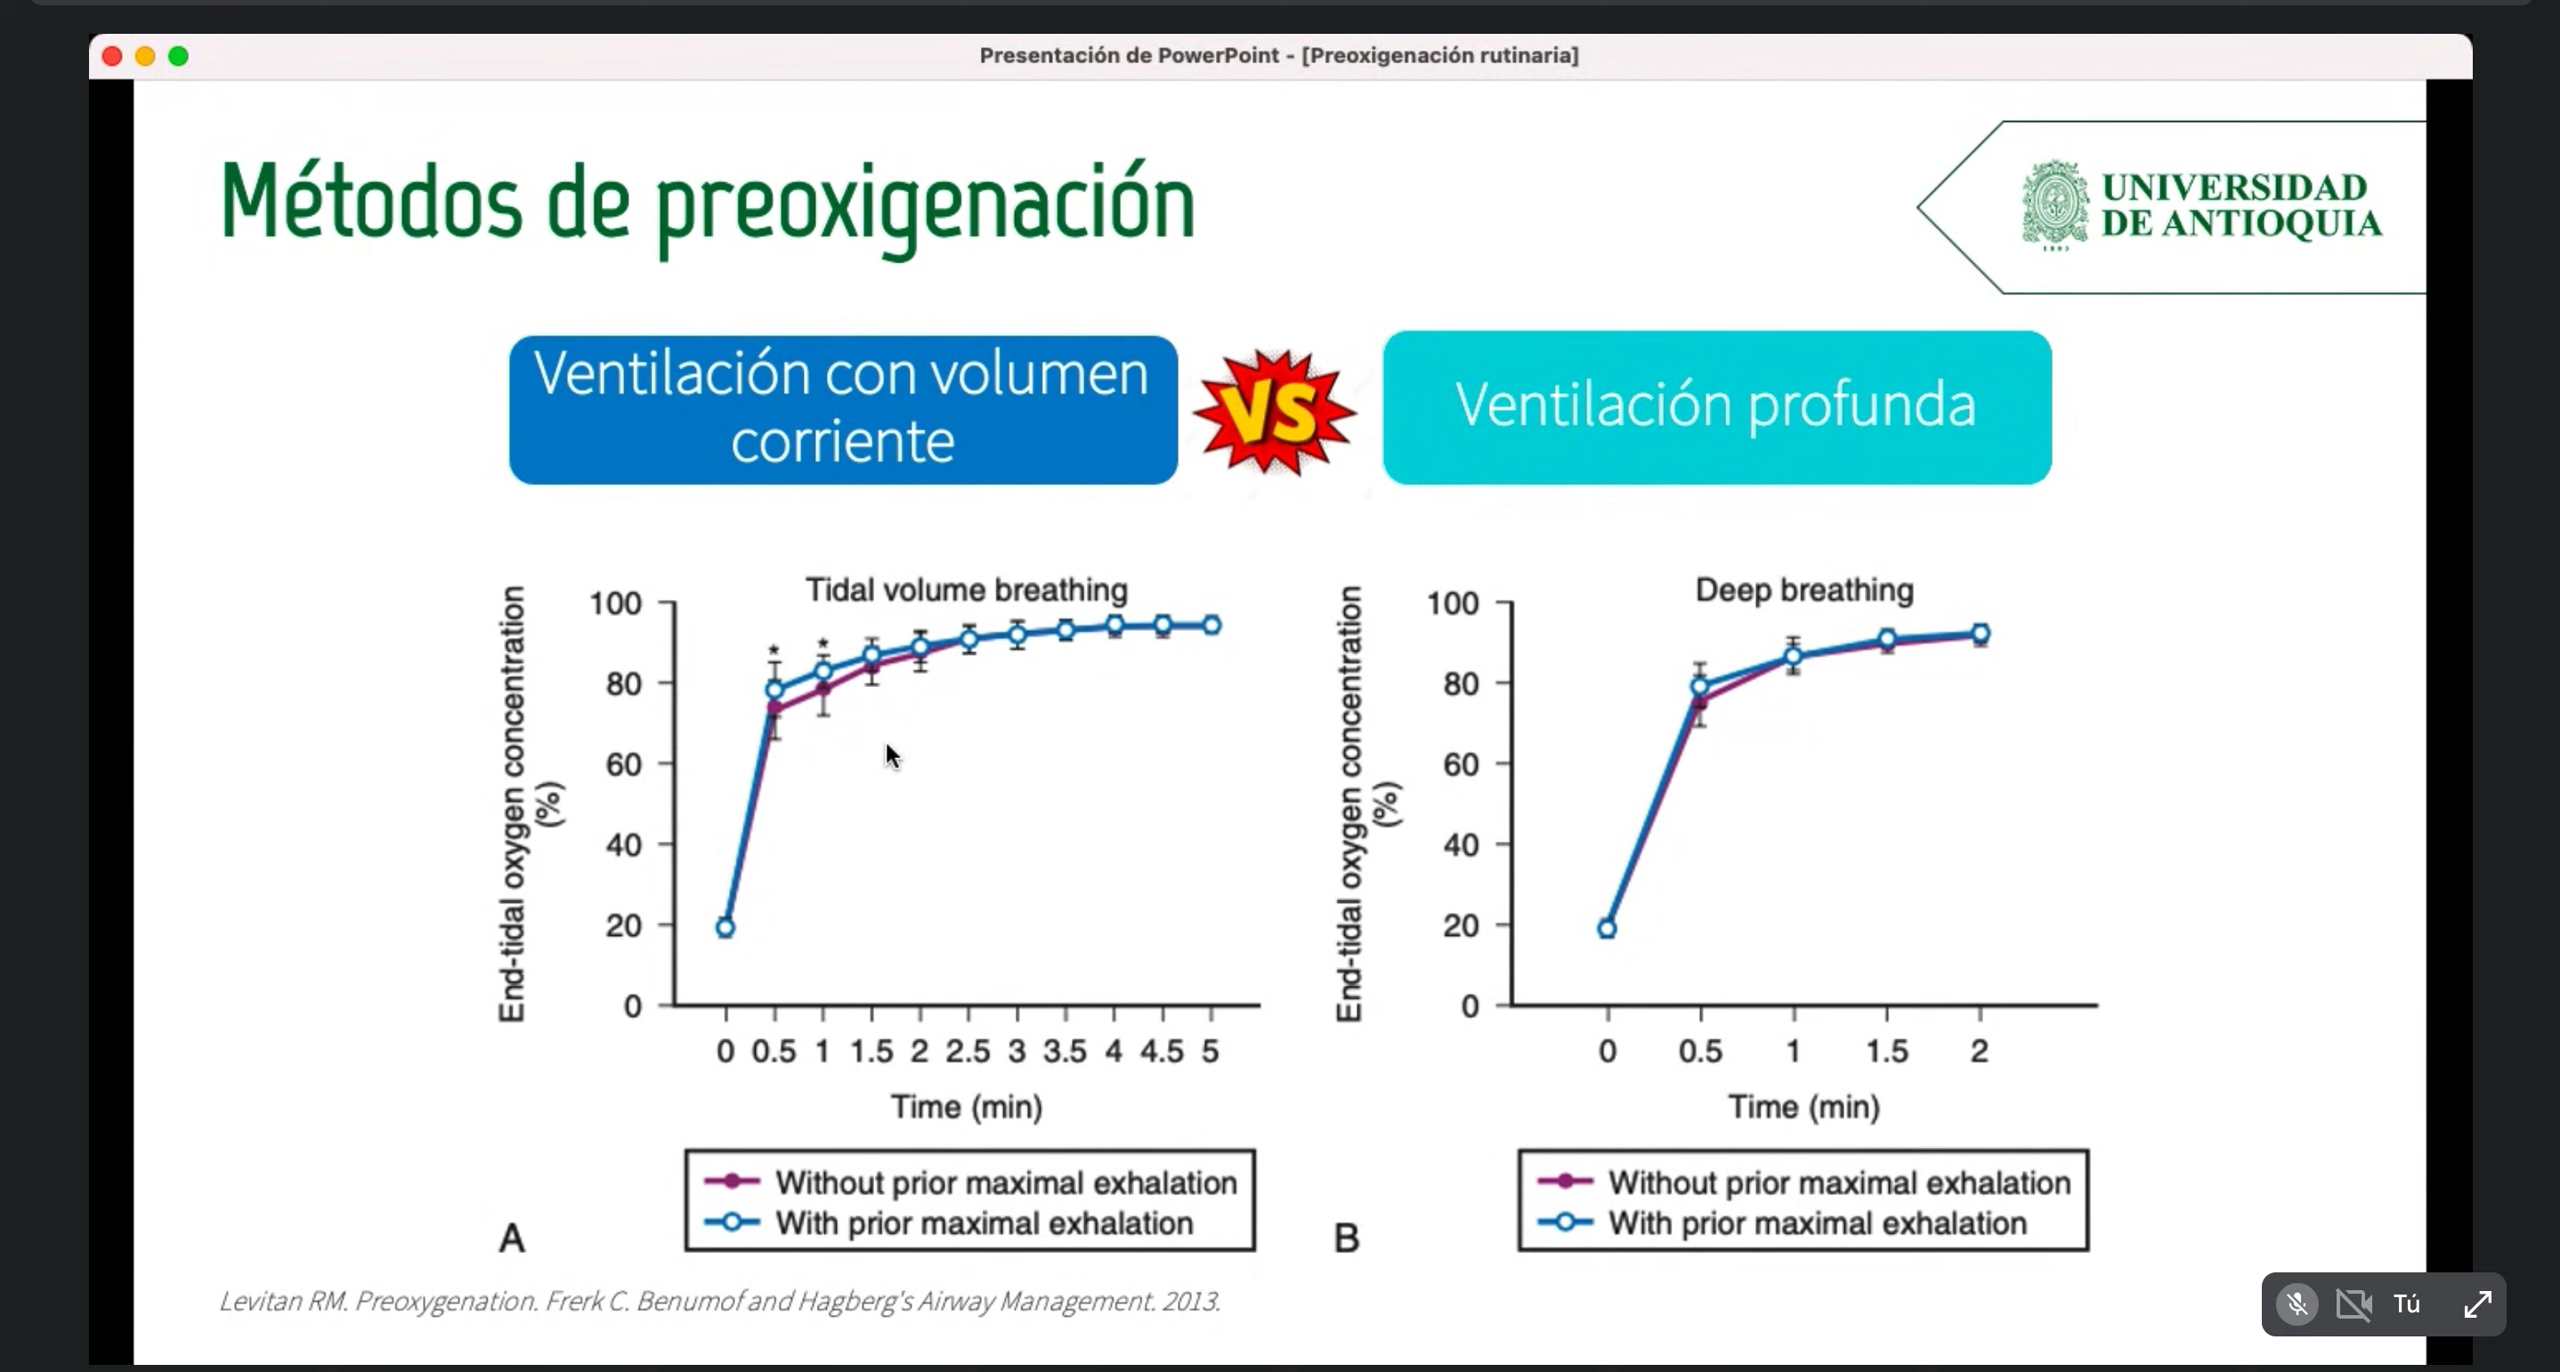 Presentación de PowerPoint - [Preoxigenación rutinaria]
Métodos de preoxigenación
UNIVERSIDAD
DE ANTIOQUIA
1803
Ventilación con volumen
corriente
VS
Ventilación profunda
Tidal volume breathing
End-tidal oxygen concentration
(%)
100
80
60
40
20
0
* *
0 0.5 1 1.5 2 2.5 3 3.5 4 4.5 5
Time (min)
Without prior maximal exhalation
With prior maximal exhalation
A
Deep breathing
End-tidal oxygen concentration
(%)
100
80
60
40
20
0
0 0.5 1 1.5 2
Time (min)
Without prior maximal exhalation
With prior maximal exhalation
B
Levitan RM. Preoxygenation. Frerk C. Benumof and Hagberg's Airway Management. 2013.
Tú